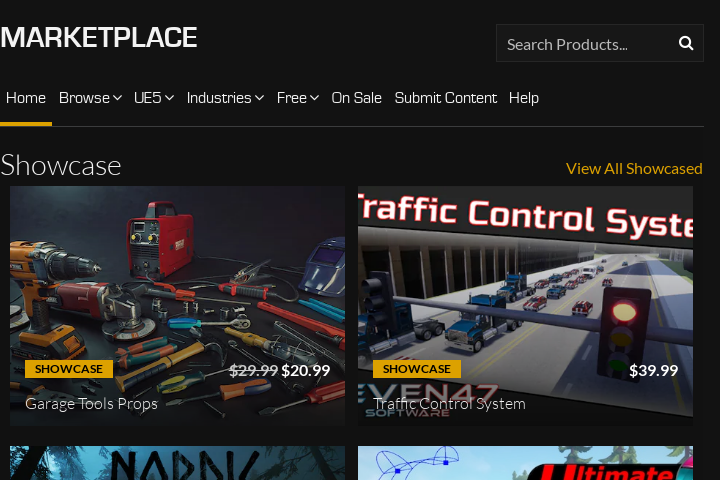 MARKETPLACE
Search Products...
Home Browse UE5 Industries Free On Sale Submit Content Help
Showcase
View All Showcased
SHOWCASE
$29.99 $20.99
Garage Tools Props
Traffic Control Syste
SHOWCASE
$39.99
EVEN47
SOFTWARE
Traffic Control System
NORDIC
Ultimate